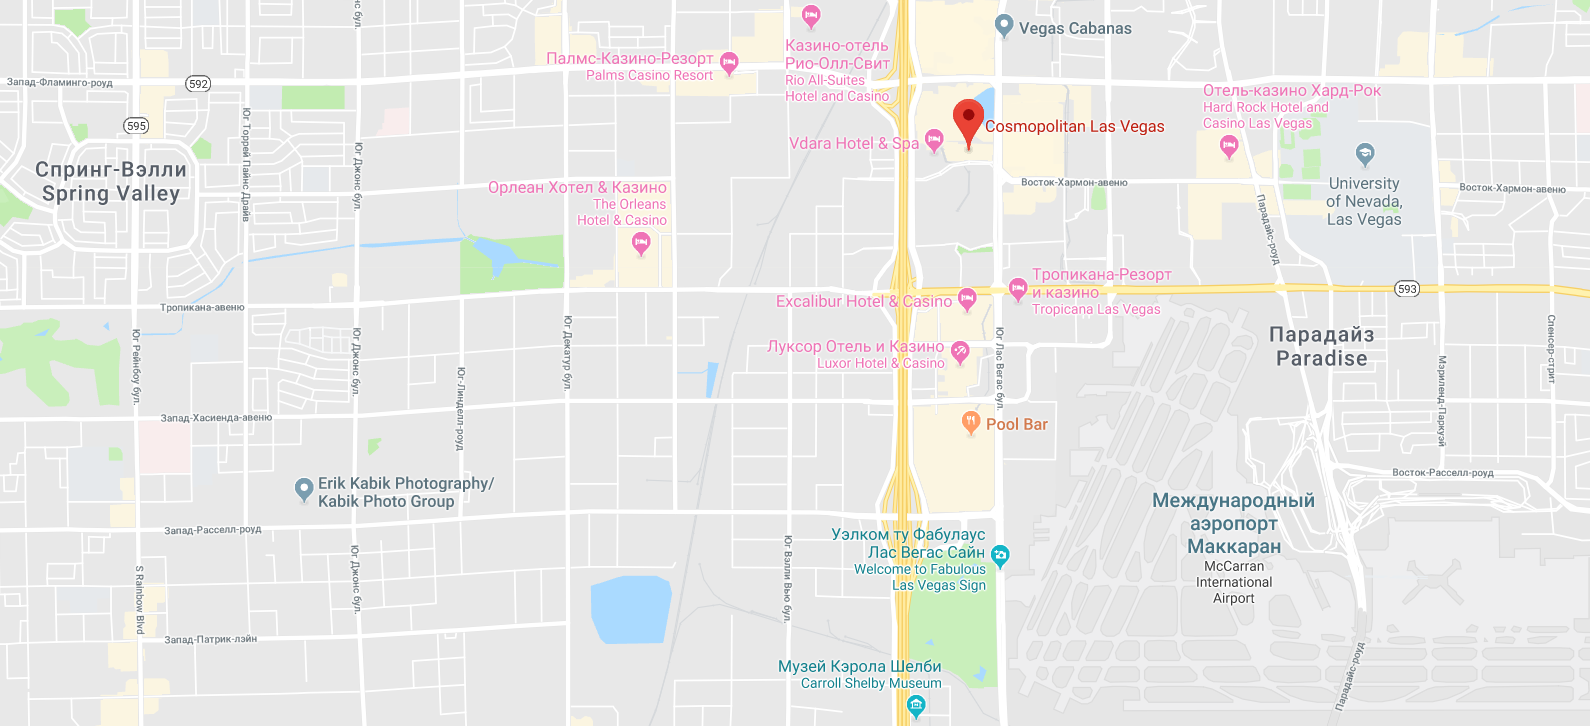 Юг Джонс бул.
Казино-отель
Рио-Олл-Свит
Rio All-Suites
Hotel and Casino
Vegas Cabanas
Палмс-Казино-Резорт
Palms Casino Resort
Запад-Фламинго-роуд
592
Отель-казино Хард-Рок
Hard Rock Hotel and
Casino Las Vegas
595
Cosmopolitan Las Vegas
Vdara Hotel & Spa
Юг Торрей Пайнс Драйв
Юг Джонс бул.
Спринг-Вэлли
Spring Valley
Орлеан Хотел & Казино
The Orleans
Hotel & Casino
Восток-Хармон-авеню
University
of Nevada,
Las Vegas
Восток-Хармон-авеню
Парадайс-роуд
Тропикана-Резорт
и казино
Tropicana Las Vegas
593
Тропикана-авеню
Excalibur Hotel & Casino
Юг Рейнбоу бул.
Юг Джонс бул.
Юг Декатур бул.
Юг Лас Вегас бул.
Спенсер-стрит
Парадайз
Paradise
Луксор Отель и Казино
Luxor Hotel & Casino
Юг-Линделл-роуд
Мэриленд-Паркуэй
Запад-Хасиенда-авеню
Pool Bar
Восток-Расселл-роуд
Erik Kabik Photography/
Kabik Photo Group
Международный
аэропорт
Маккаран
McCarran
International
Airport
Запад-Расселл-роуд
Уэлком ту Фабулаус
Лас Вегас Сайн
Welcome to Fabulous
Las Vegas Sign
S Rainbow Blvd
Юг Джонс бул.
Юг Вэлли Вью бул.
Запад-Патрик-лэйн
Музей Кэрола Шелби
Carroll Shelby Museum
Парадайс-роуд